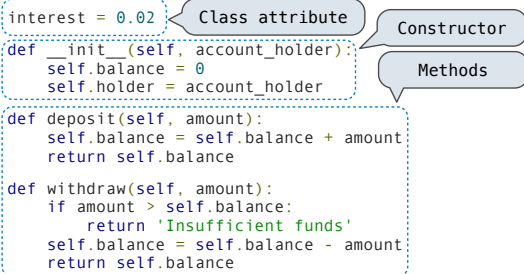 interest = 0.02
Class attribute
Constructor
def __init__(self, account_holder):
    self.balance = 0
    self.holder = account_holder
Methods
def deposit(self, amount):
    self.balance = self.balance + amount
    return self.balance
def withdraw(self, amount):
    if amount > self.balance:
        return 'Insufficient funds'
    self.balance = self.balance - amount
    return self.balance